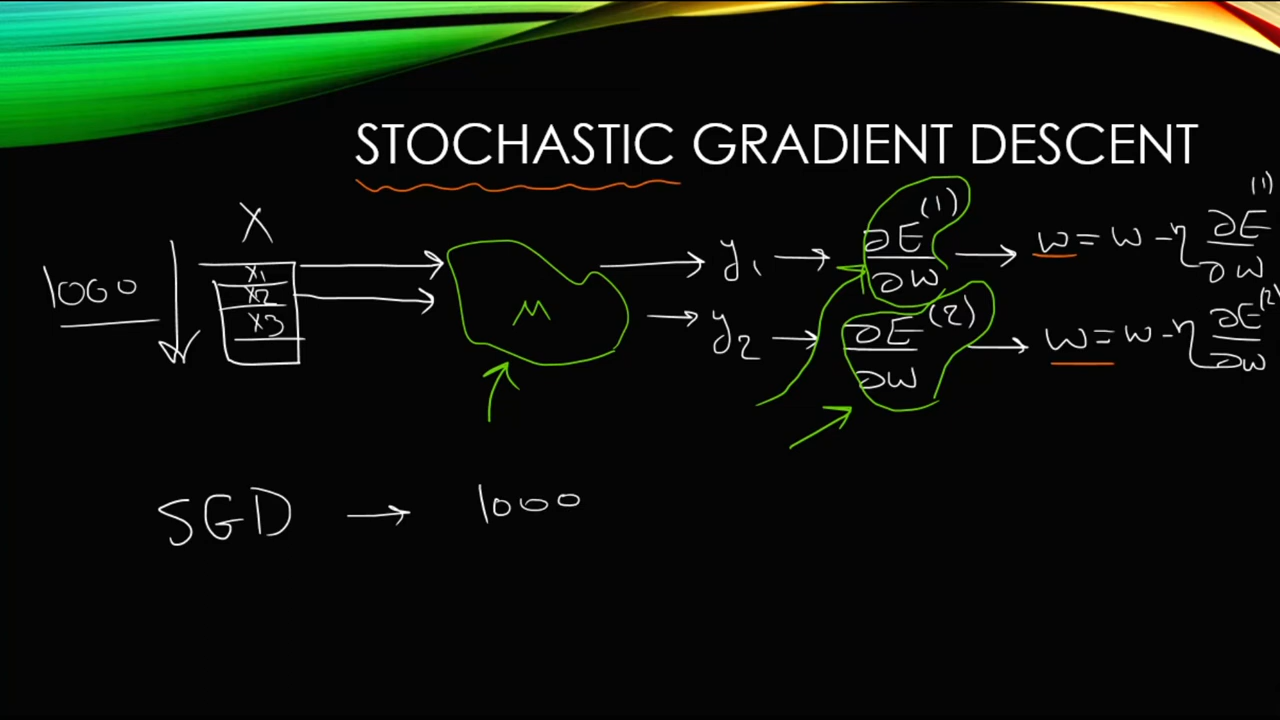 STOCHASTIC GRADIENT DESCENT
X
1000
x1
x2
x3
M
y1
∂E^(1)/∂w
w = w - η ∂E^(1)/∂w
y2
∂E^(2)/∂w
w = w - η ∂E^(2)/∂w
SGD → 1000